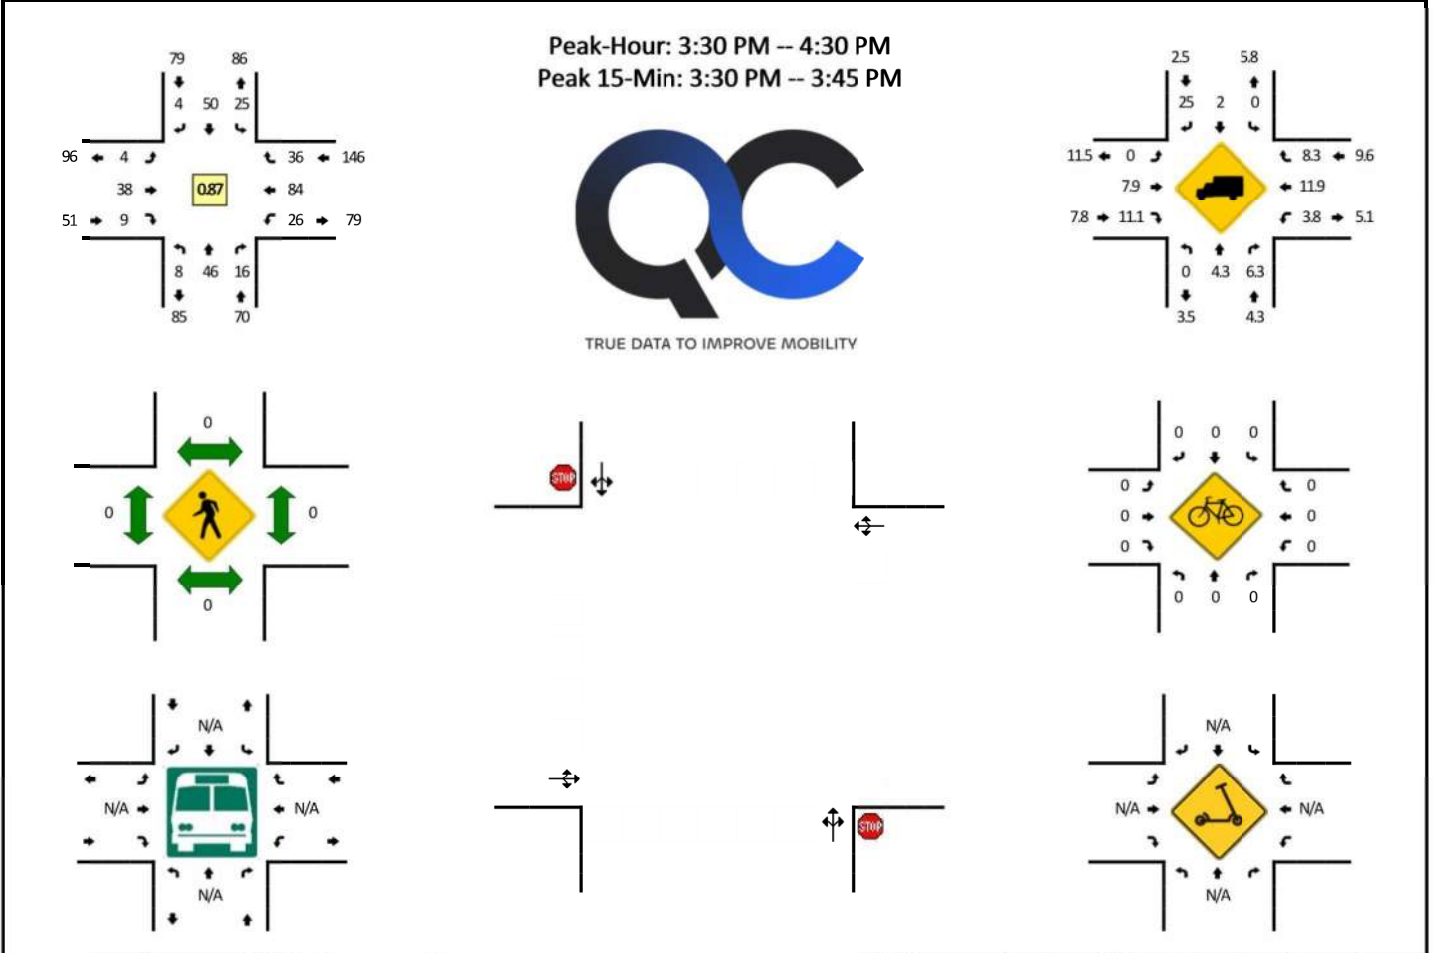 Peak-Hour: 3:30 PM -- 4:30 PM
Peak 15-Min: 3:30 PM -- 3:45 PM
TRUE DATA TO IMPROVE MOBILITY
79 86
4 50 25
96 4 36 146
38 0.87 84
51 9 26 79
8 46 16
85 70
2.5 5.8
25 2 0
11.5 0 8.3 9.6
7.9 11.9
7.8 11.1 3.8 5.1
0 4.3 6.3
3.5 4.3
0
0 0
0
STOP
STOP
0 0 0
0 0
0 0
0 0
0 0 0
N/A
N/A N/A
N/A
N/A
N/A N/A
N/A